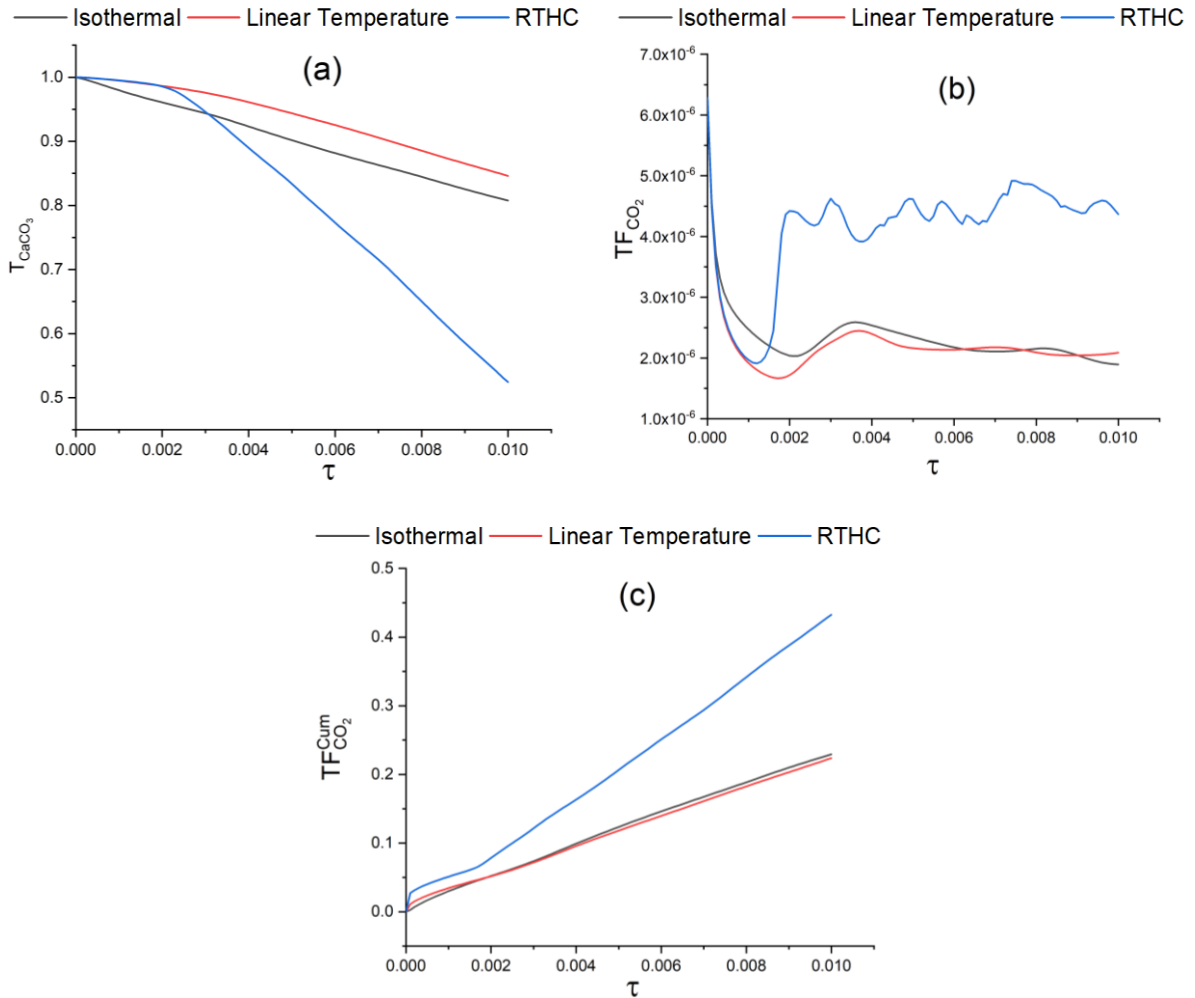 Isothermal Linear Temperature RTHC
(a)
1.0
0.9
0.8
0.7
0.6
0.5
T_CaCO₃
0.000 0.002 0.004 0.006 0.008 0.010
τ
Isothermal Linear Temperature RTHC
(b)
7.0x10⁻⁶
6.0x10⁻⁶
5.0x10⁻⁶
4.0x10⁻⁶
3.0x10⁻⁶
2.0x10⁻⁶
1.0x10⁻⁶
TF_CO₂
0.000 0.002 0.004 0.006 0.008 0.010
τ
Isothermal Linear Temperature RTHC
(c)
0.5
0.4
0.3
0.2
0.1
0.0
TF^Cum_CO₂
0.000 0.002 0.004 0.006 0.008 0.010
τ